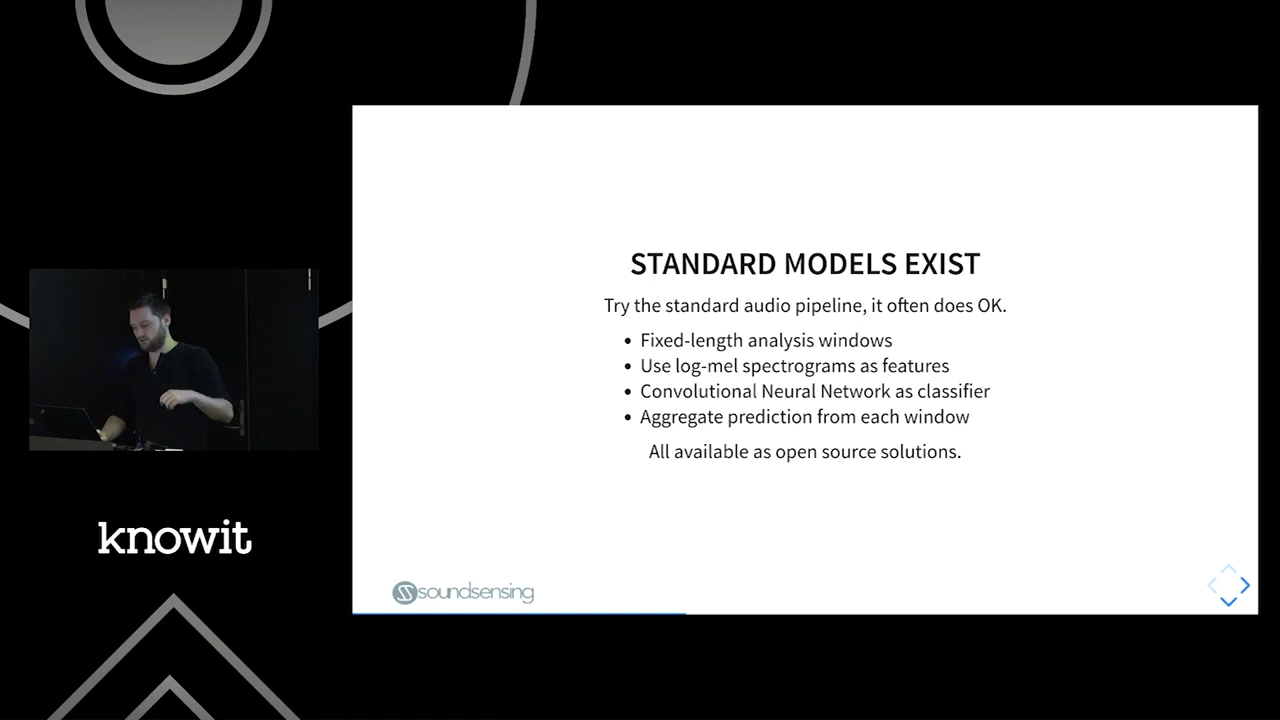 STANDARD MODELS EXIST
Try the standard audio pipeline, it often does OK.
• Fixed-length analysis windows
• Use log-mel spectrograms as features
• Convolutional Neural Network as classifier
• Aggregate prediction from each window
All available as open source solutions.
knowit
soundsensing